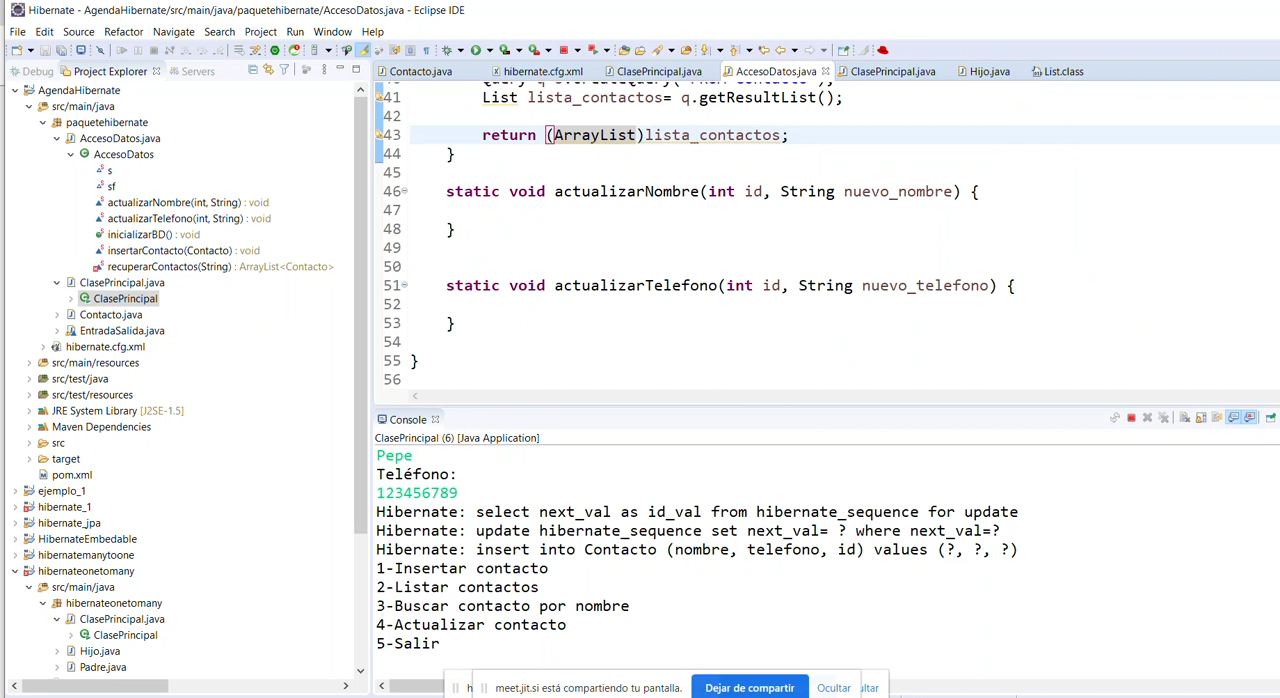 Hibernate - AgendaHibernate/src/main/java/paquetehibernate/AccesoDatos.java - Eclipse IDE
File Edit Source Refactor Navigate Search Project Run Window Help
Debug Project Explorer Servers
AgendaHibernate
src/main/java
paquetehibernate
AccesoDatos.java
AccesoDatos
s
sf
actualizarNombre(int, String) : void
actualizarTelefono(int, String) : void
inicializarBD() : void
insertarContacto(Contacto) : void
recuperarContactos(String) : ArrayList<Contacto>
ClasePrincipal.java
ClasePrincipal
Contacto.java
EntradaSalida.java
hibernate.cfg.xml
src/main/resources
src/test/java
src/test/resources
JRE System Library [J2SE-1.5]
Maven Dependencies
src
target
pom.xml
ejemplo_1
hibernate_1
hibernate_jpa
HibernateEmbedable
hibernatemanytoone
hibernateonetomany
src/main/java
hibernateonetomany
ClasePrincipal.java
ClasePrincipal
Hijo.java
Padre.java
Contacto.java hibernate.cfg.xml ClasePrincipal.java AccesoDatos.java ClasePrincipal.java Hijo.java List.class
41 List lista_contactos= q.getResultList();
42
43 return (ArrayList)lista_contactos;
44 }
45
46 static void actualizarNombre(int id, String nuevo_nombre) {
47
48 }
49
50
51 static void actualizarTelefono(int id, String nuevo_telefono) {
52
53 }
54
55 }
56
Console
ClasePrincipal (6) [Java Application]
Pepe
Teléfono:
123456789
Hibernate: select next_val as id_val from hibernate_sequence for update
Hibernate: update hibernate_sequence set next_val= ? where next_val=?
Hibernate: insert into Contacto (nombre, telefono, id) values (?, ?, ?)
1-Insertar contacto
2-Listar contactos
3-Buscar contacto por nombre
4-Actualizar contacto
5-Salir
meet.jit.si está compartiendo tu pantalla. Dejar de compartir Ocultar